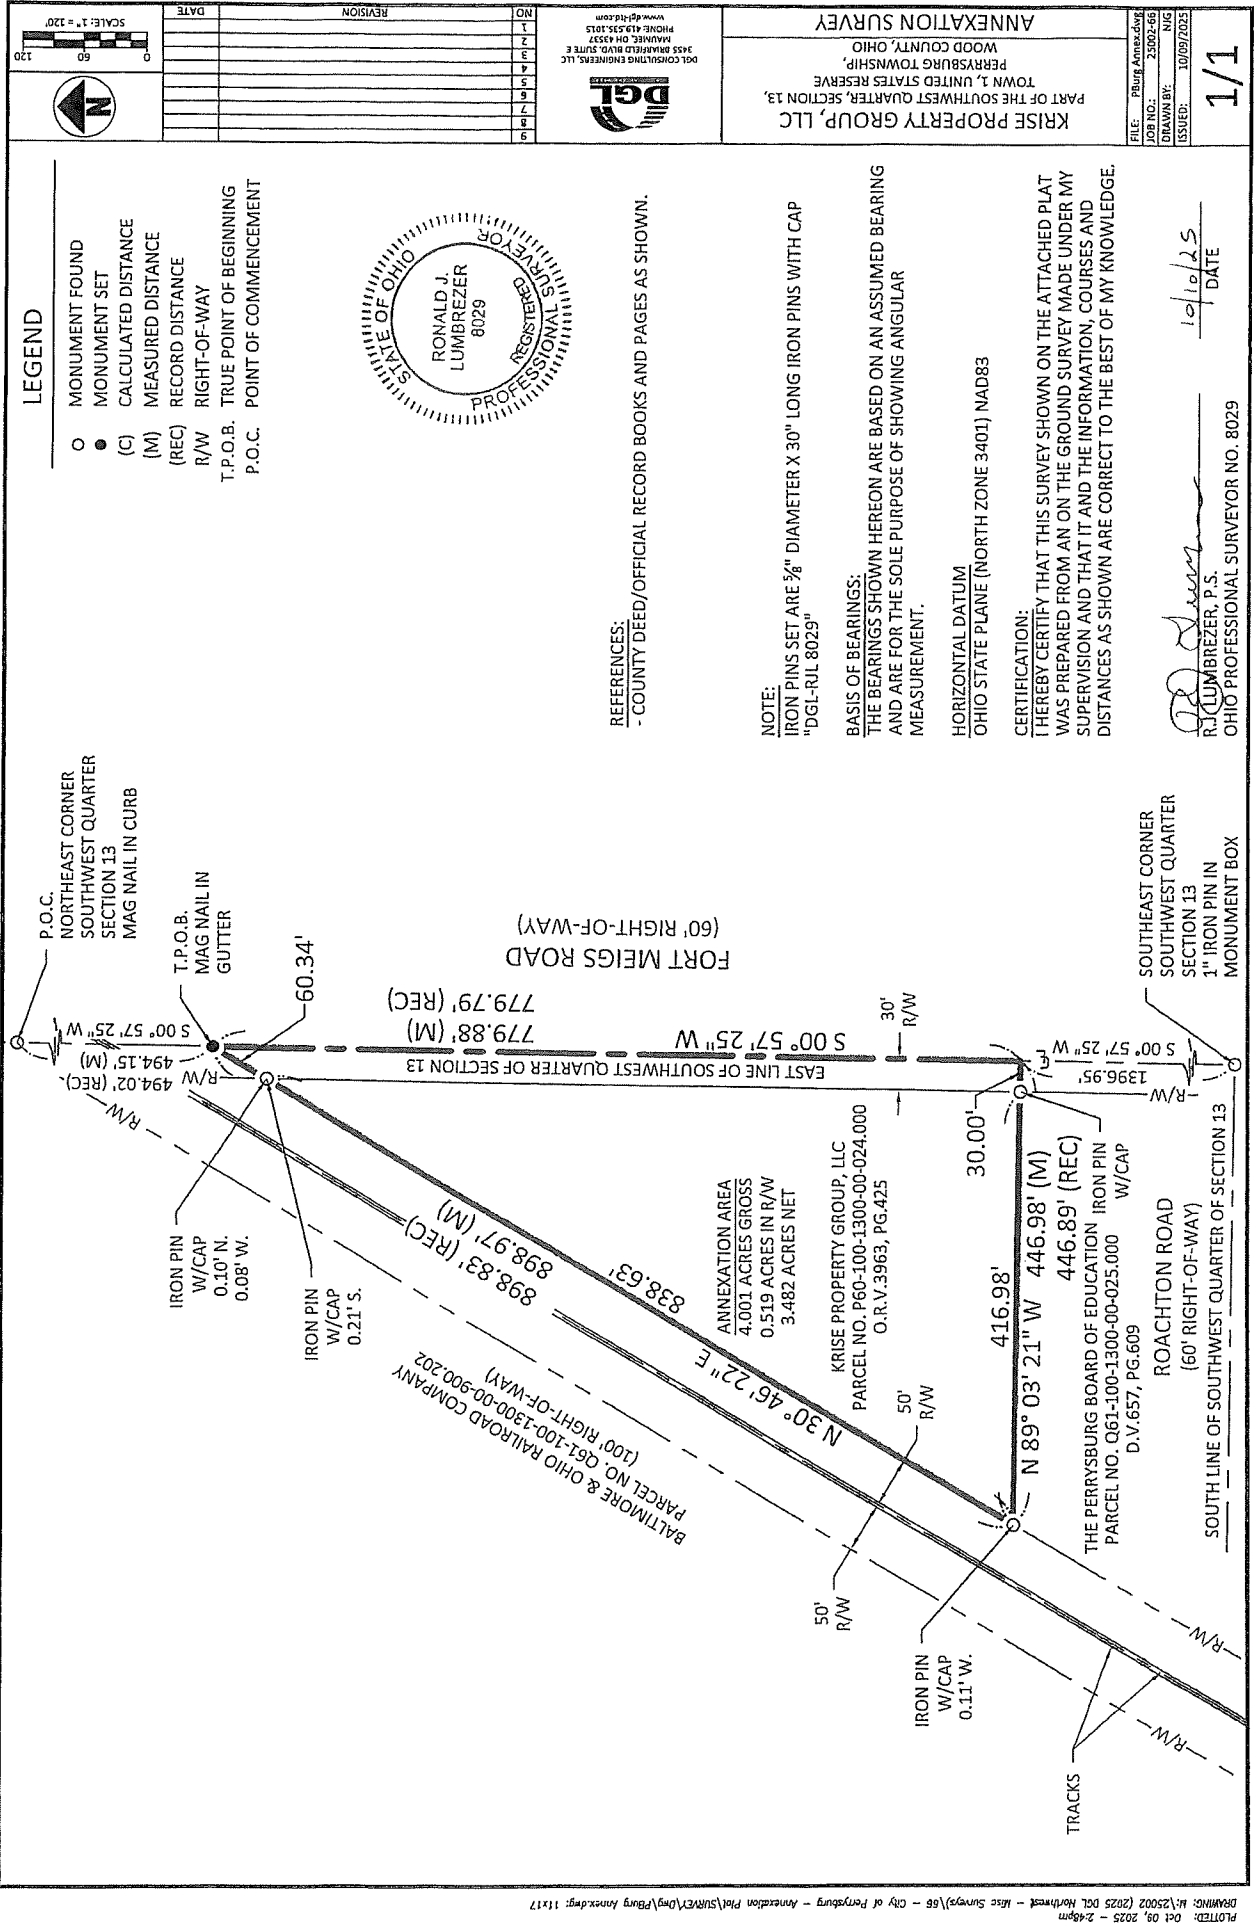 LEGEND
MONUMENT FOUND
MONUMENT SET
(C) CALCULATED DISTANCE
(M) MEASURED DISTANCE
(REC) RECORD DISTANCE
R/W RIGHT-OF-WAY
T.P.O.B. TRUE POINT OF BEGINNING
P.O.C. POINT OF COMMENCEMENT
STATE OF OHIO
RONALD J.
LUMBREZER
8029
REGISTERED
PROFESSIONAL SURVEYOR
REFERENCES:
- COUNTY DEED/OFFICIAL RECORD BOOKS AND PAGES AS SHOWN.
NOTE:
IRON PINS SET ARE ⅝" DIAMETER X 30" LONG IRON PINS WITH CAP
"DGL-RJL 8029"
BASIS OF BEARINGS:
THE BEARINGS SHOWN HEREON ARE BASED ON AN ASSUMED BEARING
AND ARE FOR THE SOLE PURPOSE OF SHOWING ANGULAR
MEASUREMENT.
HORIZONTAL DATUM
OHIO STATE PLANE (NORTH ZONE 3401) NAD83
CERTIFICATION:
I HEREBY CERTIFY THAT THIS SURVEY SHOWN ON THE ATTACHED PLAT
WAS PREPARED FROM AN ON THE GROUND SURVEY MADE UNDER MY
SUPERVISION AND THAT IT AND THE INFORMATION, COURSES AND
DISTANCES AS SHOWN ARE CORRECT TO THE BEST OF MY KNOWLEDGE.
R.J. LUMBREZER, P.S.
OHIO PROFESSIONAL SURVEYOR NO. 8029
10/10/25
DATE
P.O.C.
NORTHEAST CORNER
SOUTHWEST QUARTER
SECTION 13
MAG NAIL IN CURB
T.P.O.B.
MAG NAIL IN
GUTTER
S 00° 57' 25" W
494.15' (M)
494.02' (REC)
R/W
R/W
60.34'
FORT MEIGS ROAD
(60' RIGHT-OF-WAY)
779.79' (REC)
779.88' (M)
S 00° 57' 25" W
EAST LINE OF SOUTHWEST QUARTER OF SECTION 13
30'
R/W
S 00° 57' 25" W
1396.95'
R/W
SOUTHEAST CORNER
SOUTHWEST QUARTER
SECTION 13
1" IRON PIN IN
MONUMENT BOX
IRON PIN
W/CAP
0.10' N.
0.08' W.
IRON PIN
W/CAP
0.21' S.
898.97' (M)
898.83' (REC)
838.63'
N 30° 46' 22" E
BALTIMORE & OHIO RAILROAD COMPANY
PARCEL NO. Q61-100-1300-00-900.202
(100' RIGHT-OF-WAY)
ANNEXATION AREA
4.001 ACRES GROSS
0.519 ACRES IN R/W
3.482 ACRES NET
KRISE PROPERTY GROUP, LLC
PARCEL NO. P60-100-1300-00-024.000
O.R.V.3963, PG.425
30.00'
416.98'
N 89° 03' 21" W 446.98' (M)
446.89' (REC)
IRON PIN
W/CAP
THE PERRYSBURG BOARD OF EDUCATION
PARCEL NO. Q61-100-1300-00-025.000
D.V.657, PG.609
ROACHTON ROAD
(60' RIGHT-OF-WAY)
SOUTH LINE OF SOUTHWEST QUARTER OF SECTION 13
50'
R/W
50'
R/W
IRON PIN
W/CAP
0.11' W.
TRACKS
R/W
R/W
N
120 60 0
SCALE: 1" = 120'
NO REVISION DATE
1
2
3
4
5
6
7
8
9
DGL
DGL CONSULTING ENGINEERS, LLC
3455 BRIARFIELD BLVD. SUITE E
MAUMEE, OH 43537
PHONE: 419.535.1015
www.dgl-ltd.com
KRISE PROPERTY GROUP, LLC
PART OF THE SOUTHWEST QUARTER, SECTION 13,
TOWN 1, UNITED STATES RESERVE
PERRYSBURG TOWNSHIP,
WOOD COUNTY, OHIO
ANNEXATION SURVEY
FILE: PBurg Annex.dwg
JOB NO.: 25002-66
DRAWN BY: NJG
ISSUED: 10/09/2025
1/1
PLOTTED: Oct 09, 2025 - 2:48pm
DRAWING: M:\25002 (2025 DGL Northwest - Misc Surveys)\66 - City of Perrysburg - Annexation Plat\SURVEY\Dwg\PBurg Annex.dwg; 11x17